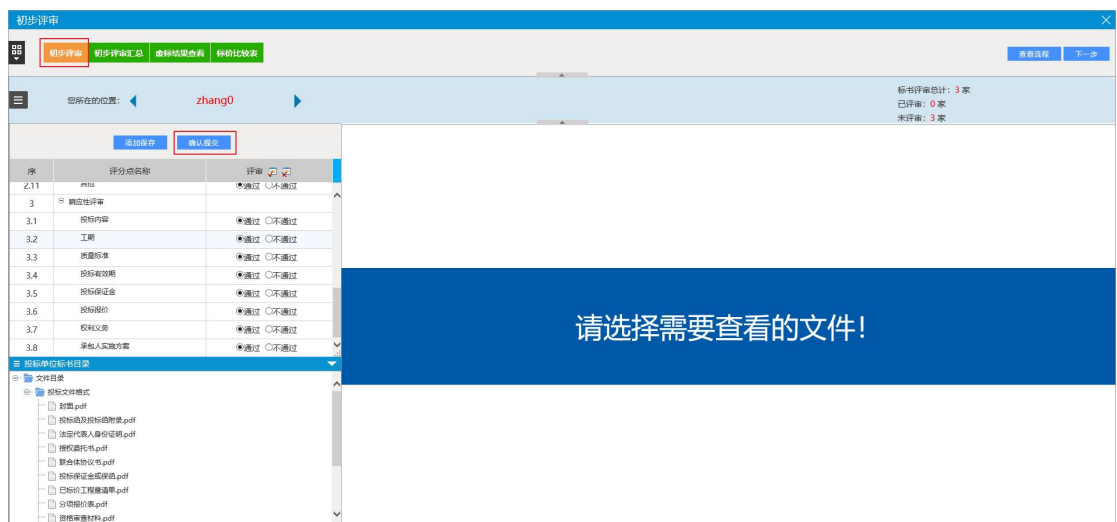 初步评审
初步评审 初步评审汇总 废标结果查看 标价比较表 查看流程 下一步
您所在的位置： zhang0
标书评审总计：3 家
已评审：0 家
未评审：3 家
添加保存 确认提交
序 评分点名称 评审
2.11 其他 通过 不通过
3 响应性评审
3.1 投标内容 通过 不通过
3.2 工期 通过 不通过
3.3 质量标准 通过 不通过
3.4 投标有效期 通过 不通过
3.5 投标保证金 通过 不通过
3.6 投标报价 通过 不通过
3.7 权利义务 通过 不通过
3.8 承包人实施方案 通过 不通过
投标单位标书目录
文件目录
投标文件格式
封面.pdf
投标函及投标函附录.pdf
法定代表人身份证明.pdf
授权委托书.pdf
联合体协议书.pdf
投标保证金或保函.pdf
已标价工程量清单.pdf
分项报价表.pdf
资格审查材料.pdf
请选择需要查看的文件！